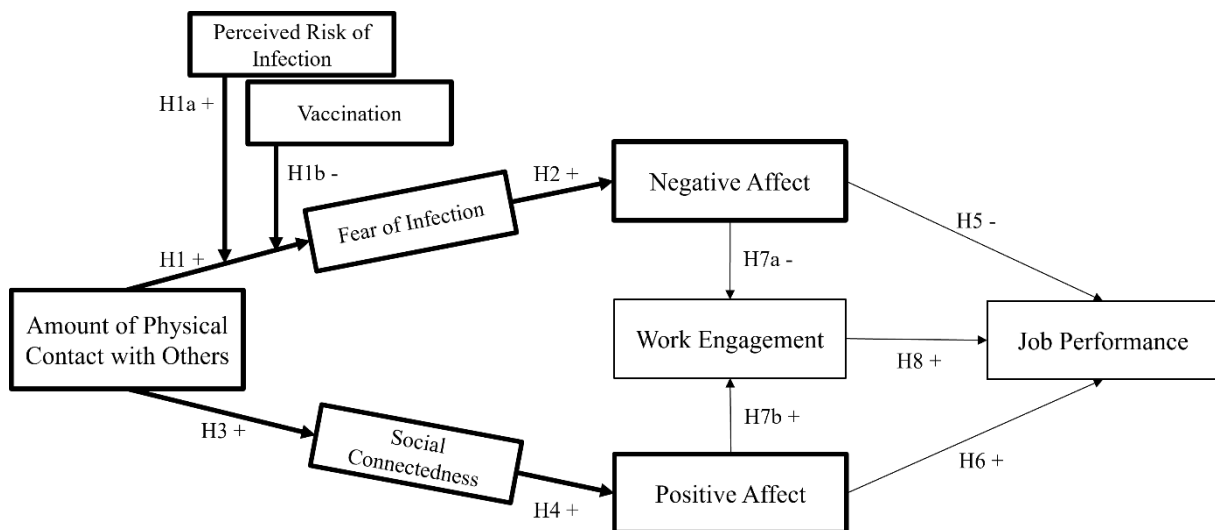 Perceived Risk of
Infection
H1a +
Vaccination
H1b -
H2 +
Negative Affect
Fear of Infection
H5 -
H1 +
H7a -
Amount of Physical
Contact with Others
Work Engagement
Job Performance
H8 +
H7b +
H3 +
Social
Connectedness
H6 +
H4 +
Positive Affect